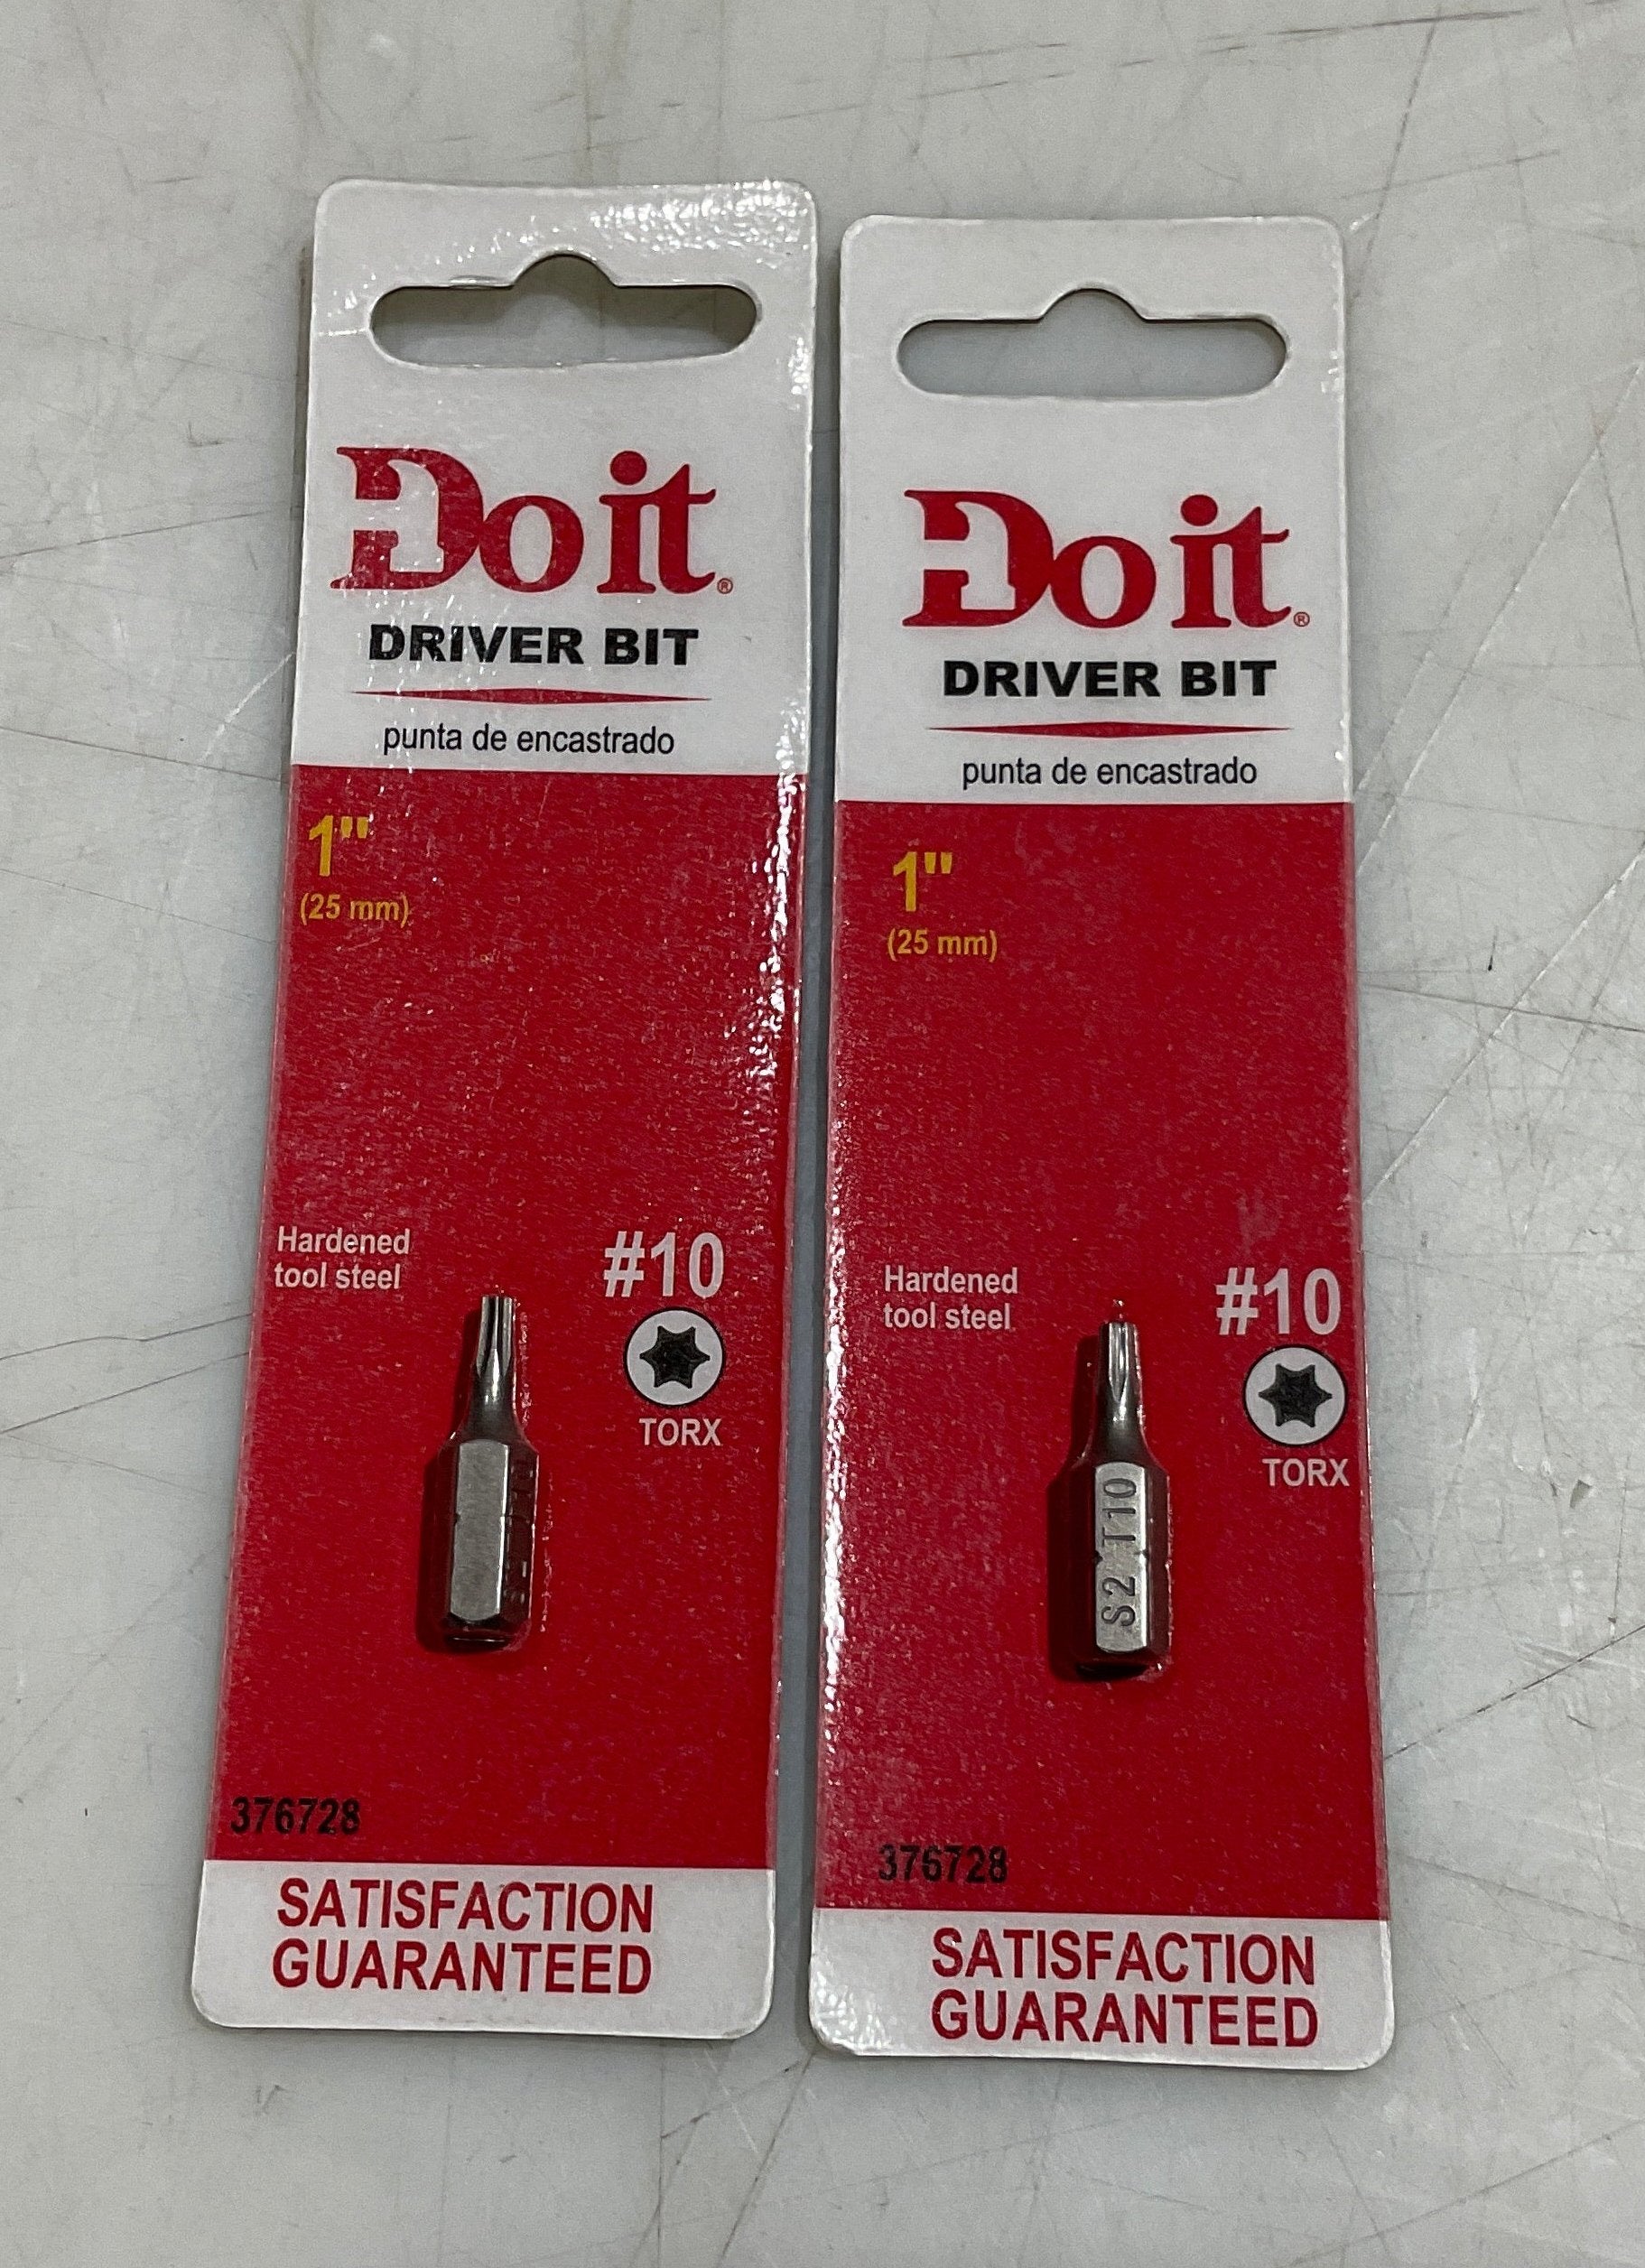 Do it®
DRIVER BIT
punta de encastrado
1"
(25 mm)
Hardened
tool steel
#10
TORX
376728
SATISFACTION
GUARANTEED
Do it®
DRIVER BIT
punta de encastrado
1"
(25 mm)
Hardened
tool steel
#10
TORX
S2 T10
376728
SATISFACTION
GUARANTEED